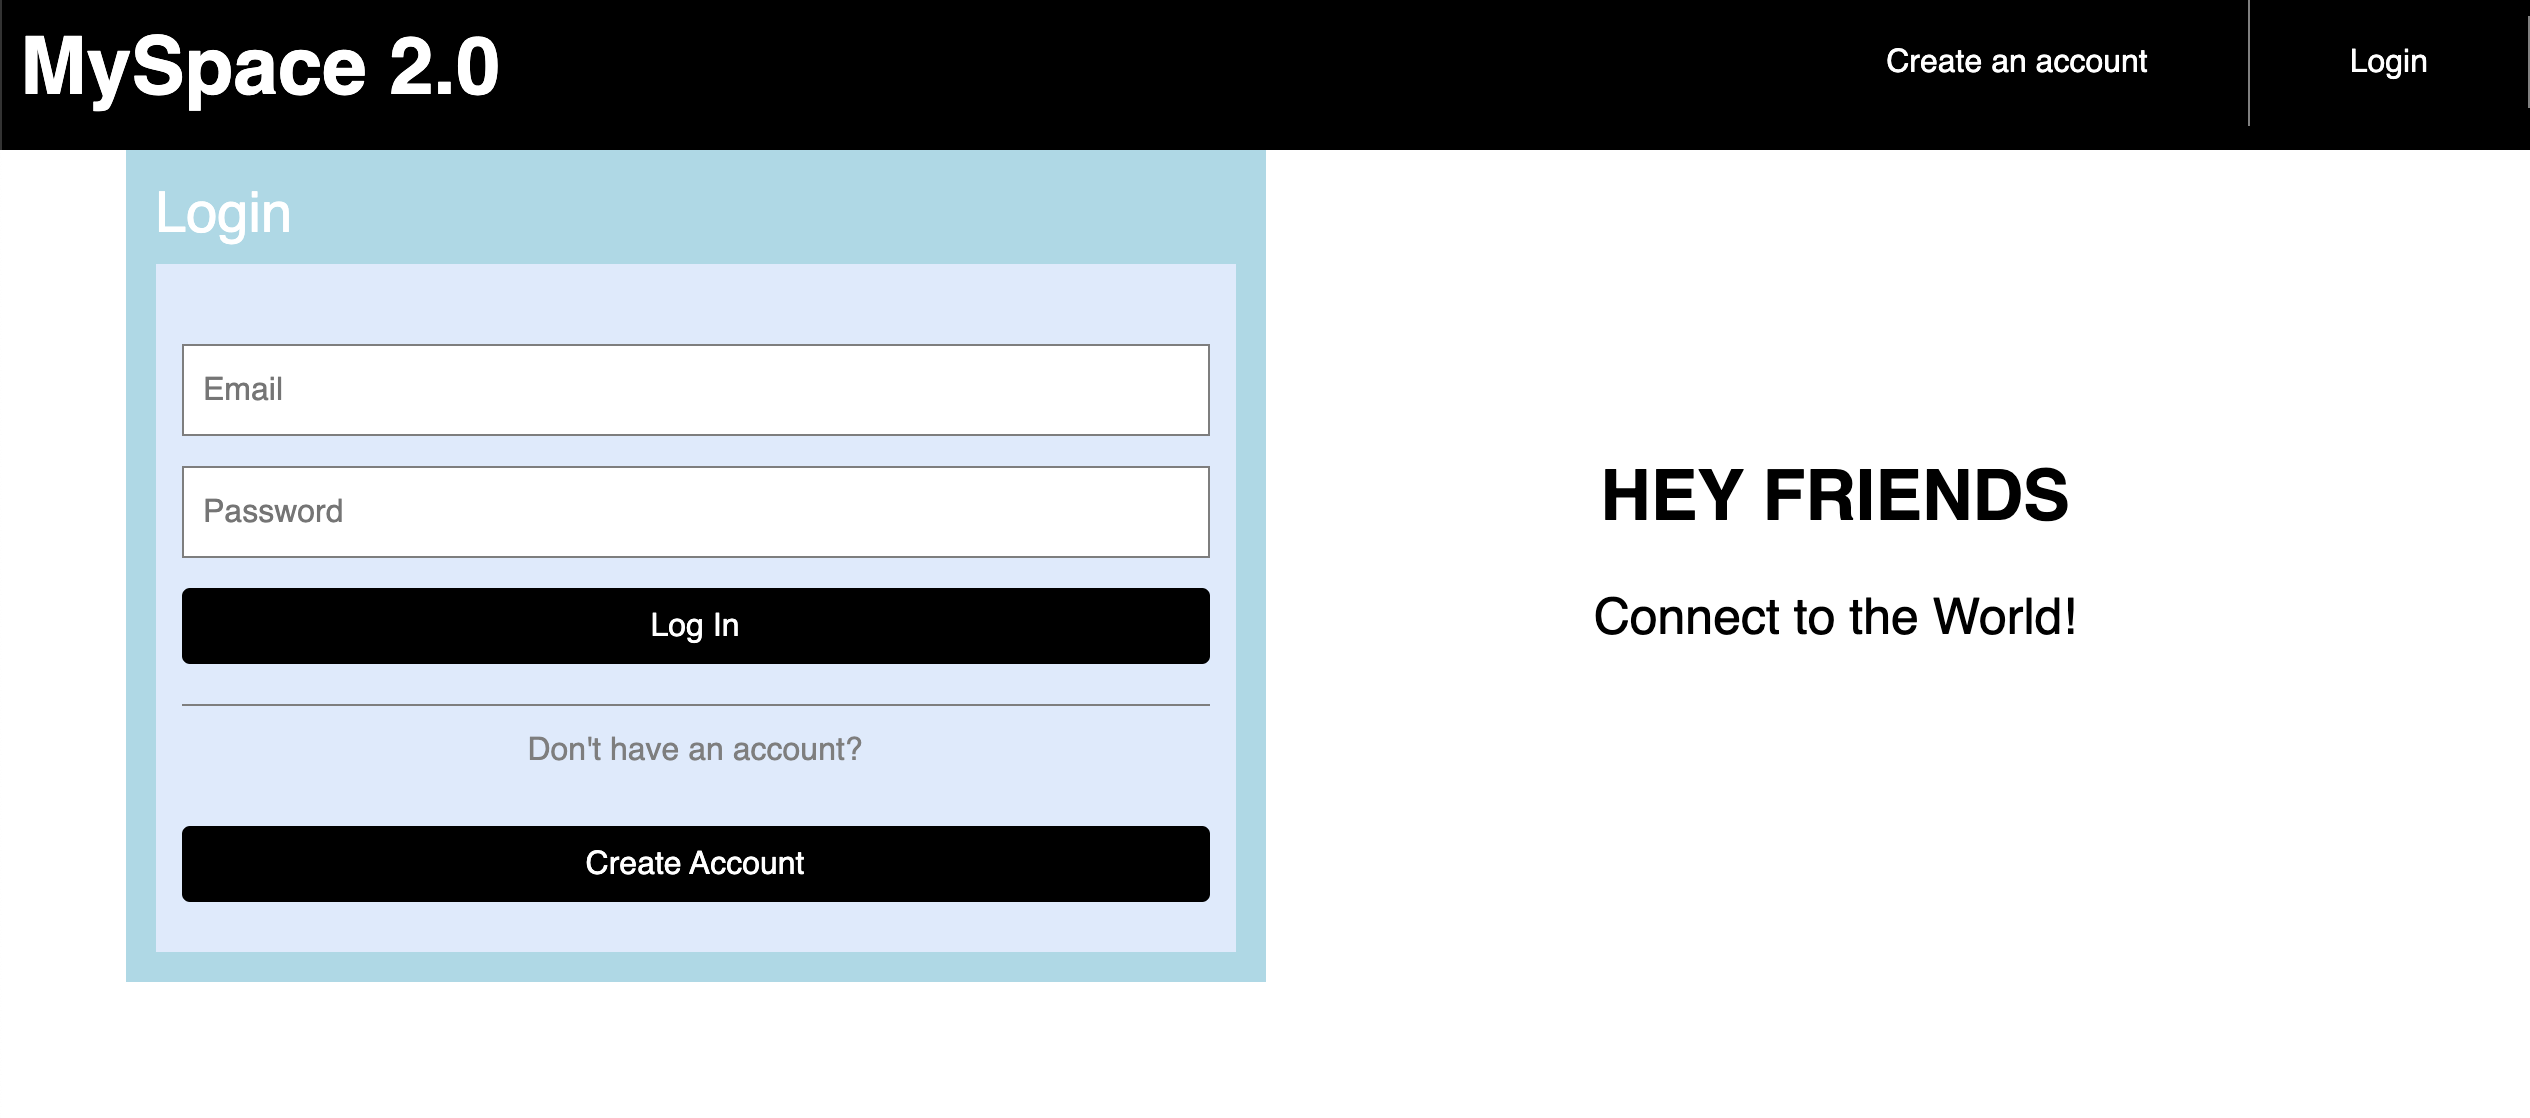 MySpace 2.0
Create an account
Login
Login
Email
Password
Log In
Don't have an account?
Create Account
HEY FRIENDS
Connect to the World!